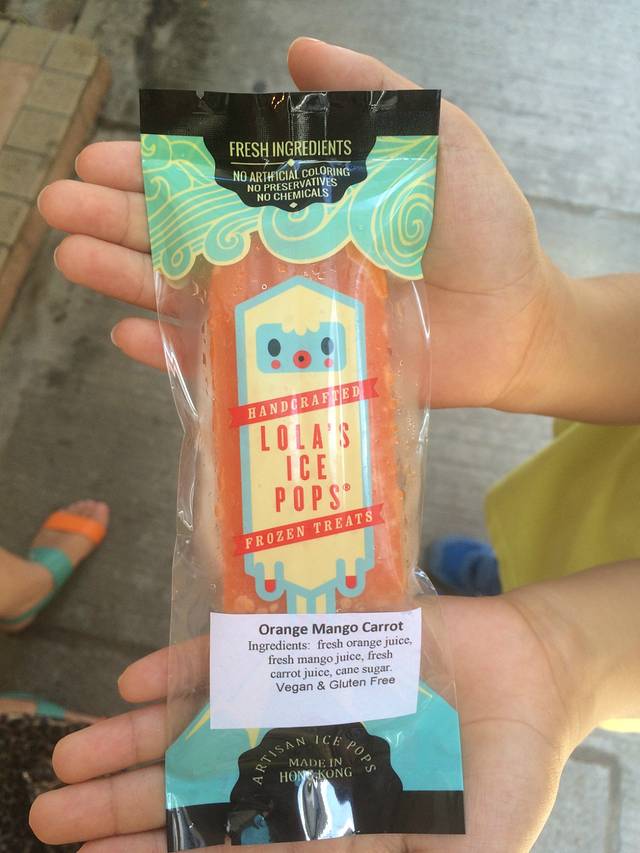 FRESH INGREDIENTS
NO ARTIFICIAL COLORING
NO PRESERVATIVES
NO CHEMICALS
HANDCRAFTED
LOLA'S
ICE
POPS®
FROZEN TREATS
Orange Mango Carrot
Ingredients: fresh orange juice,
fresh mango juice, fresh
carrot juice, cane sugar.
Vegan & Gluten Free
ARTISAN ICE POPS
MADE IN
HONG KONG